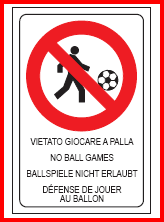 VIETATO GIOCARE A PALLA
NO BALL GAMES
BALLSPIELE NICHT ERLAUBT
DÉFENSE DE JOUER
AU BALLON